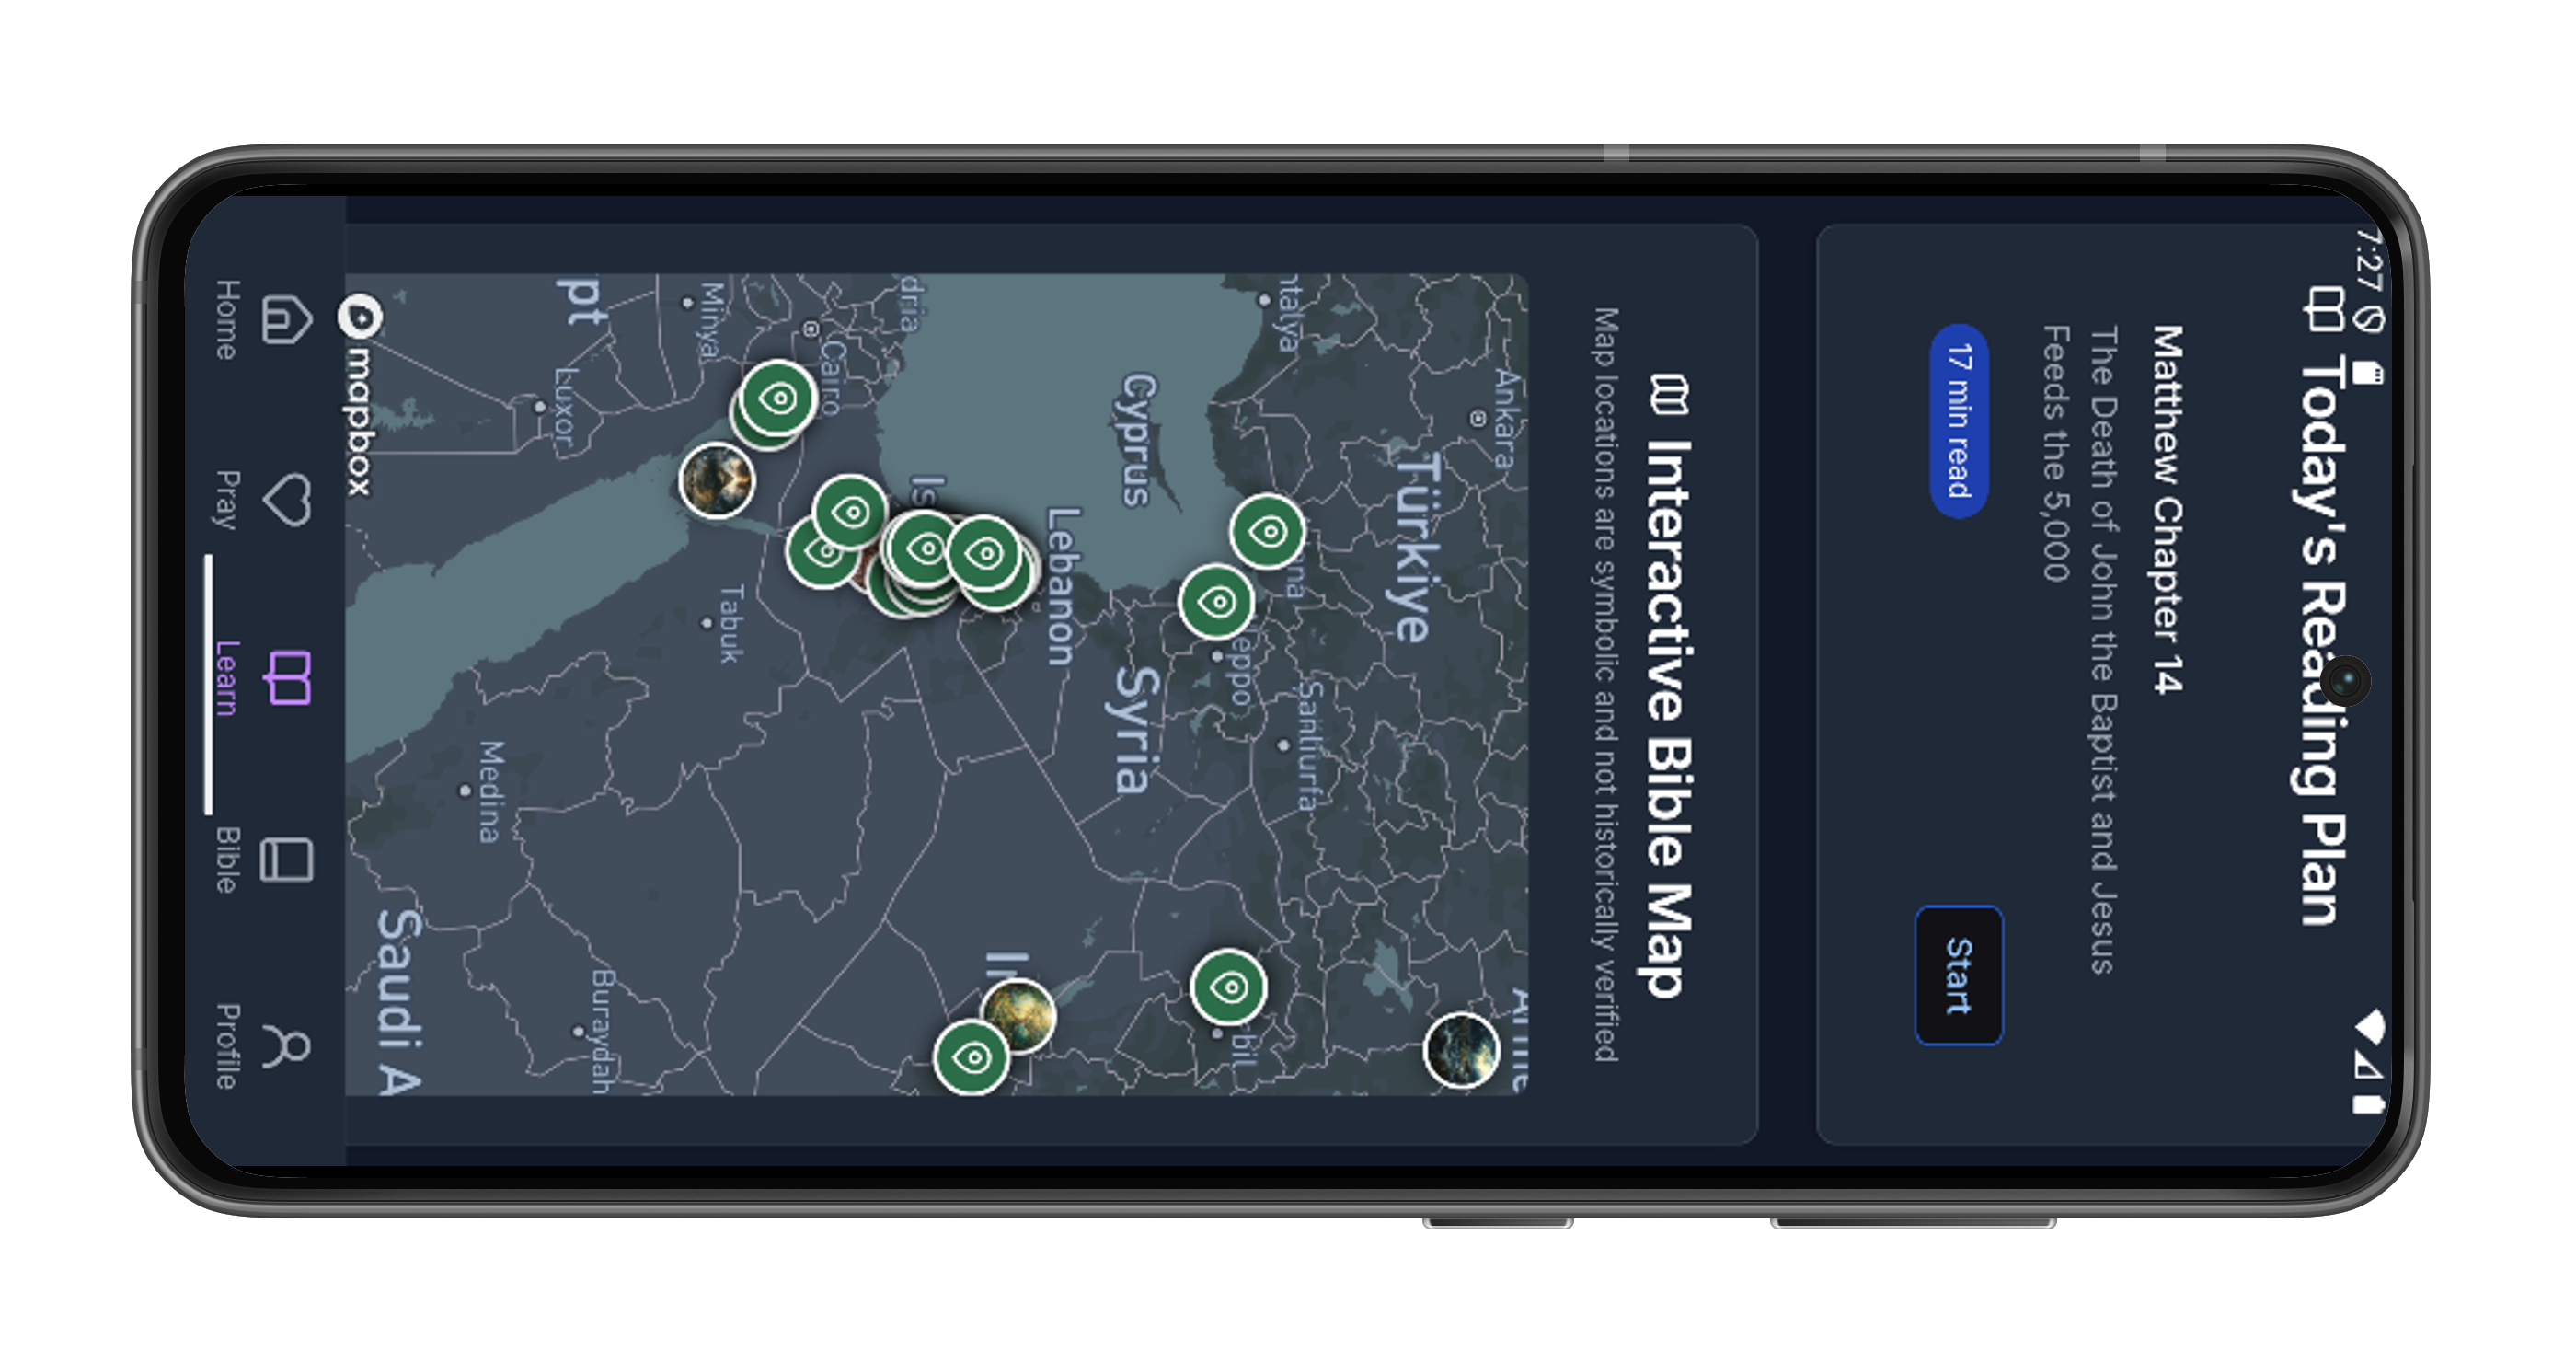 7:27
Today's Reading Plan
Matthew Chapter 14
The Death of John the Baptist and Jesus
Feeds the 5,000
17 min read
Start
Interactive Bible Map
Map locations are symbolic and not historically verified
Ankara
Türkiye
ntalya
Sanliurfa
Cyprus
Syria
Lebanon
Is
dria
Cairo
Minya
Tabuk
Luxor
pt
Medina
Buraydah
Saudi A
mapbox
Home
Pray
Learn
Bible
Profile